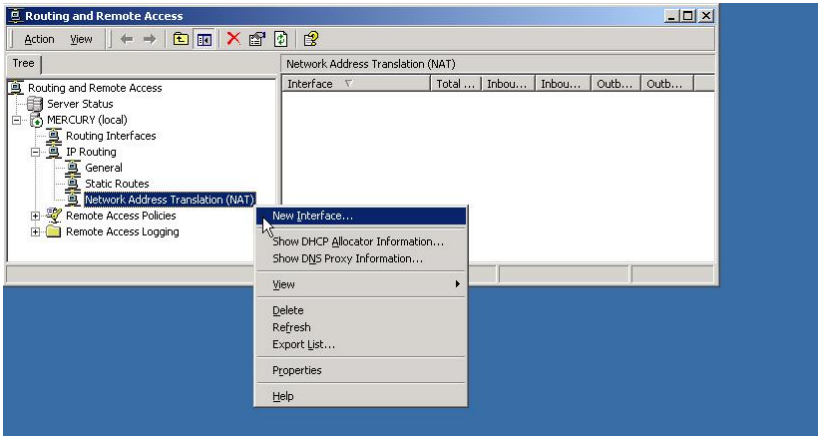 Routing and Remote Access
Action View
Tree
Network Address Translation (NAT)
Routing and Remote Access
Server Status
MERCURY (local)
Routing Interfaces
IP Routing
General
Static Routes
Network Address Translation (NAT)
Remote Access Policies
Remote Access Logging
Interface Total ... Inbou... Inbou... Outb... Outb...
New Interface...
Show DHCP Allocator Information...
Show DNS Proxy Information...
View
Delete
Refresh
Export List...
Properties
Help